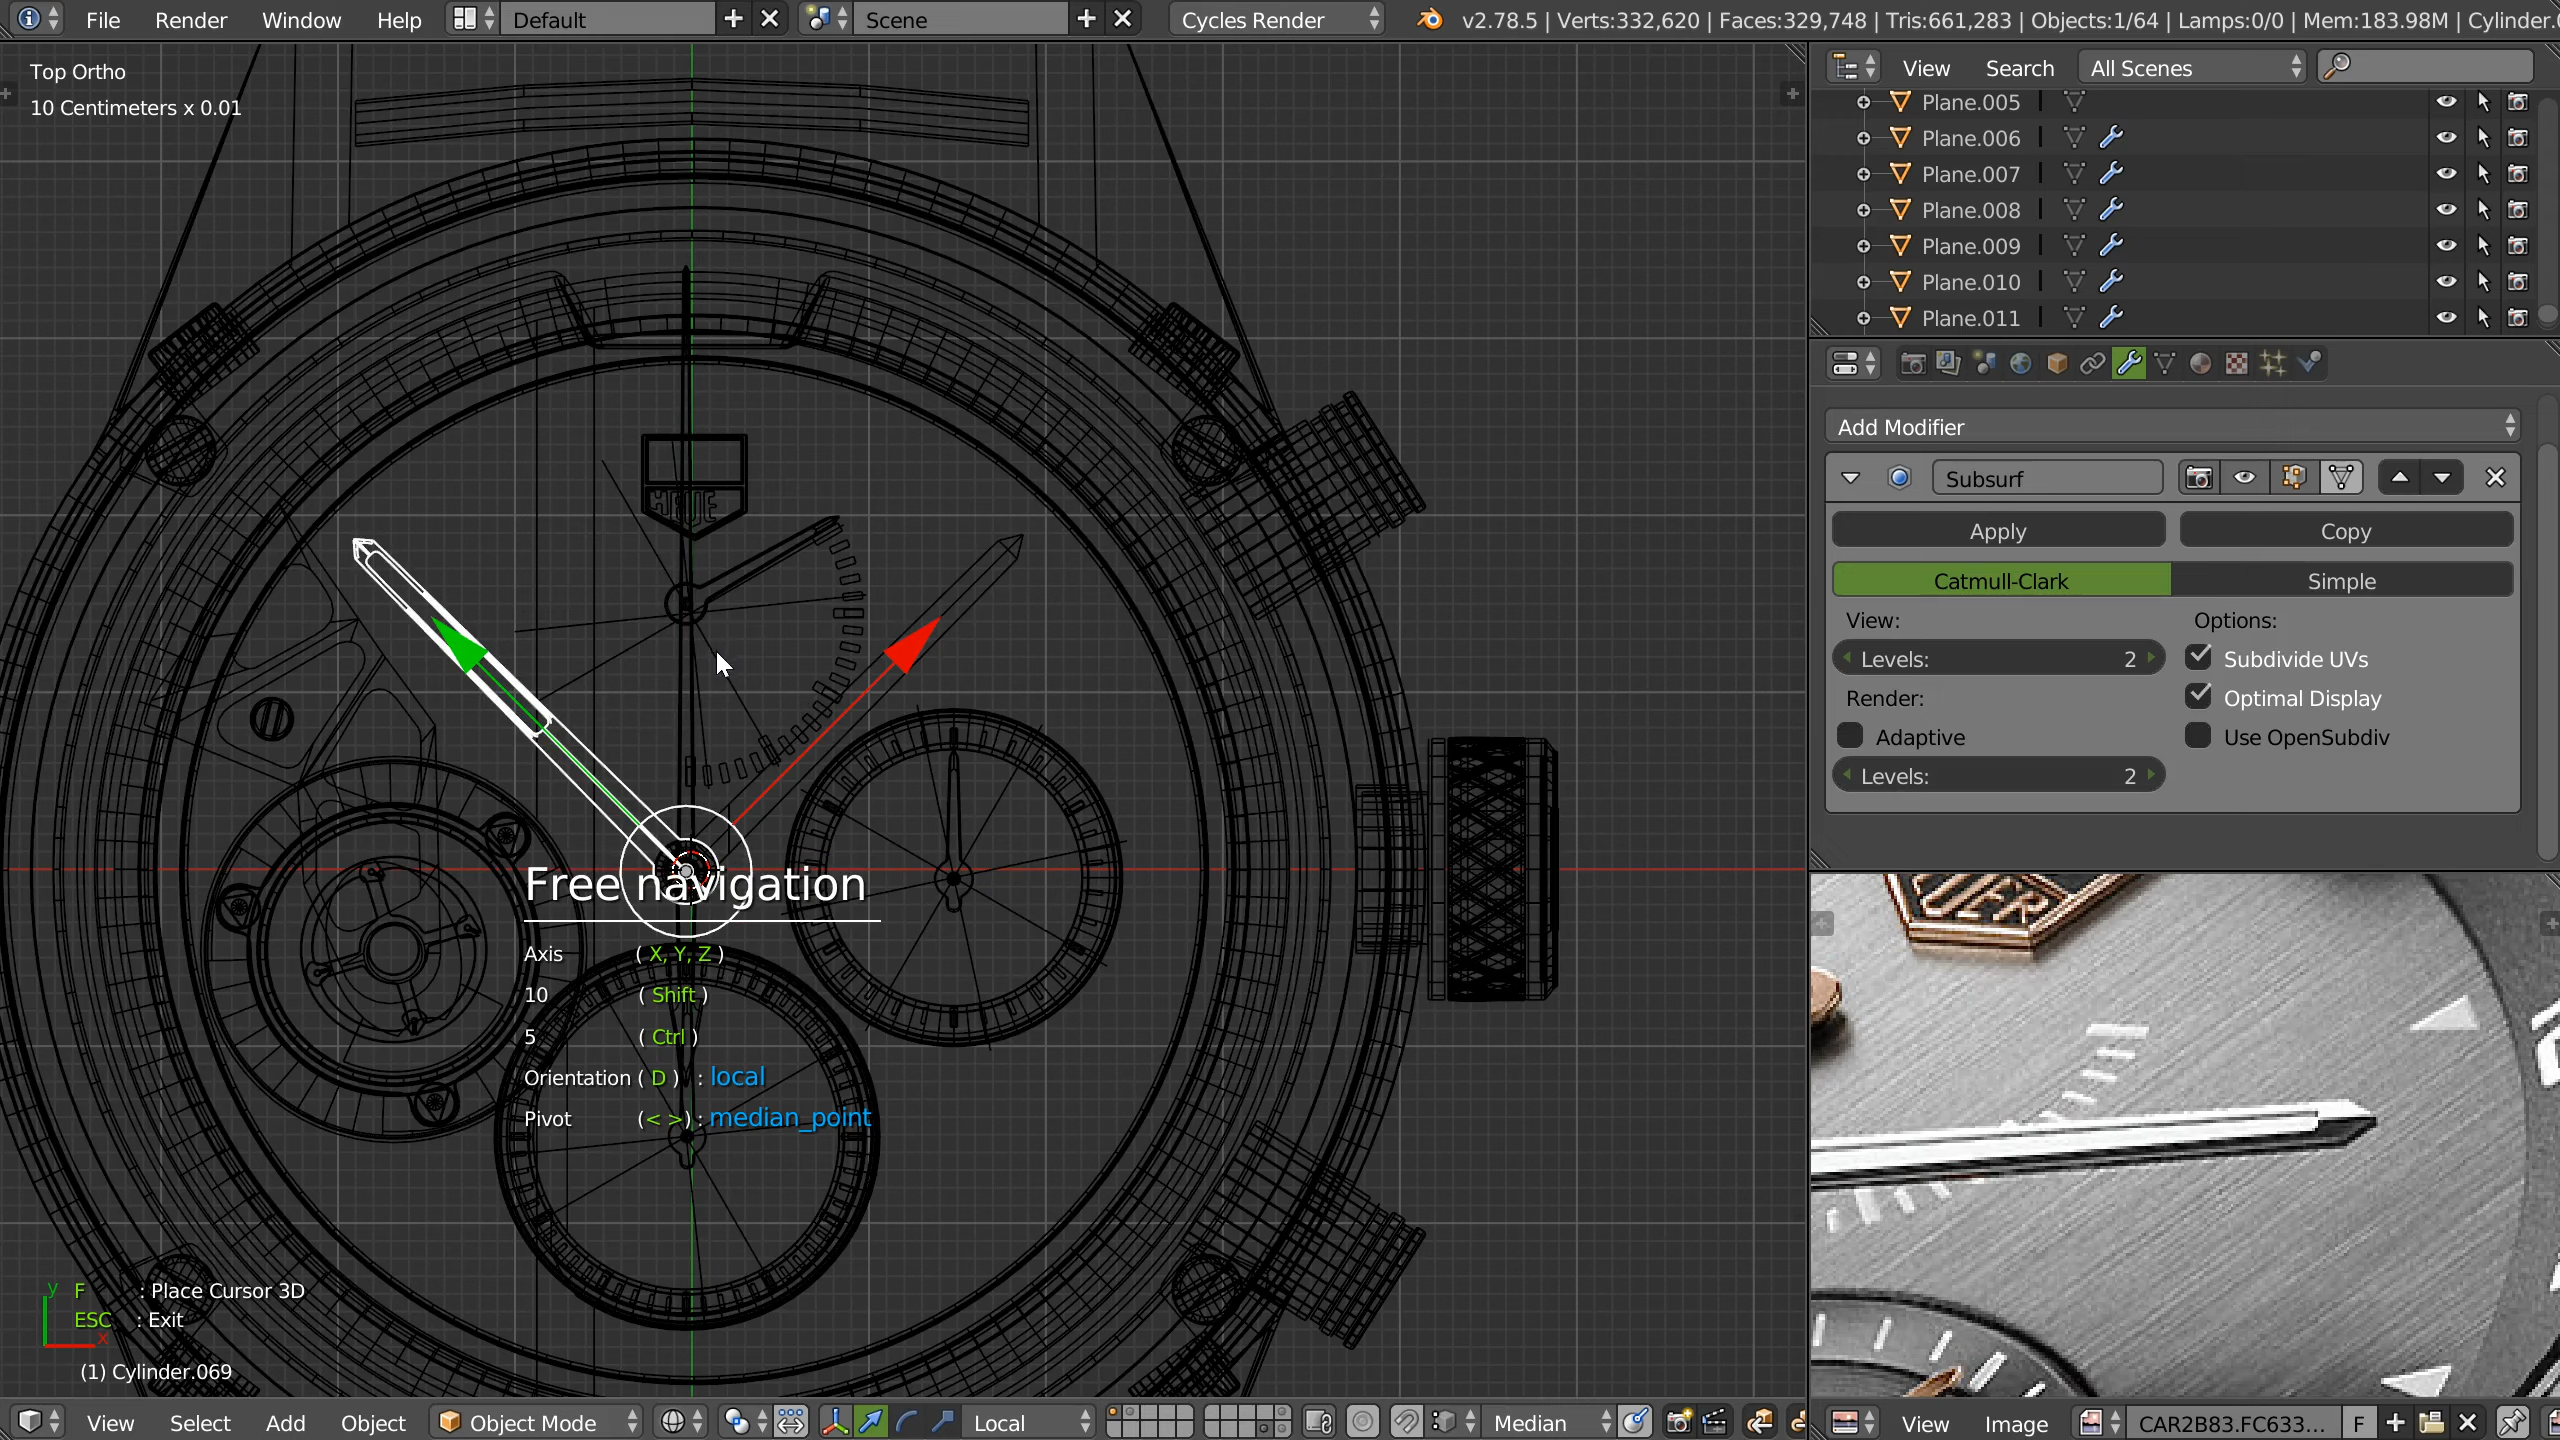 File Render Window Help Default Scene Cycles Render v2.78.5 | Verts:332,620 | Faces:329,748 | Tris:661,283 | Objects:1/64 | Lamps:0/0 | Mem:183.98M | Cylinder.
Top Ortho
10 Centimeters x 0.01
View Search All Scenes
Plane.005
Plane.006
Plane.007
Plane.008
Plane.009
Plane.010
Plane.011
Add Modifier
Subsurf
Apply Copy
Catmull-Clark Simple
View: Options:
Levels: 2 Subdivide UVs
Render: Optimal Display
Adaptive Use OpenSubdiv
Levels: 2
Free navigation
Axis ( X, Y, Z )
10 ( Shift )
5 ( Ctrl )
Orientation ( D ) : local
Pivot (< >) : median_point
y F : Place Cursor 3D
ESC : Exit
x
(1) Cylinder.069
View Select Add Object Object Mode Local Median
View Image CAR2B83.FC633... F